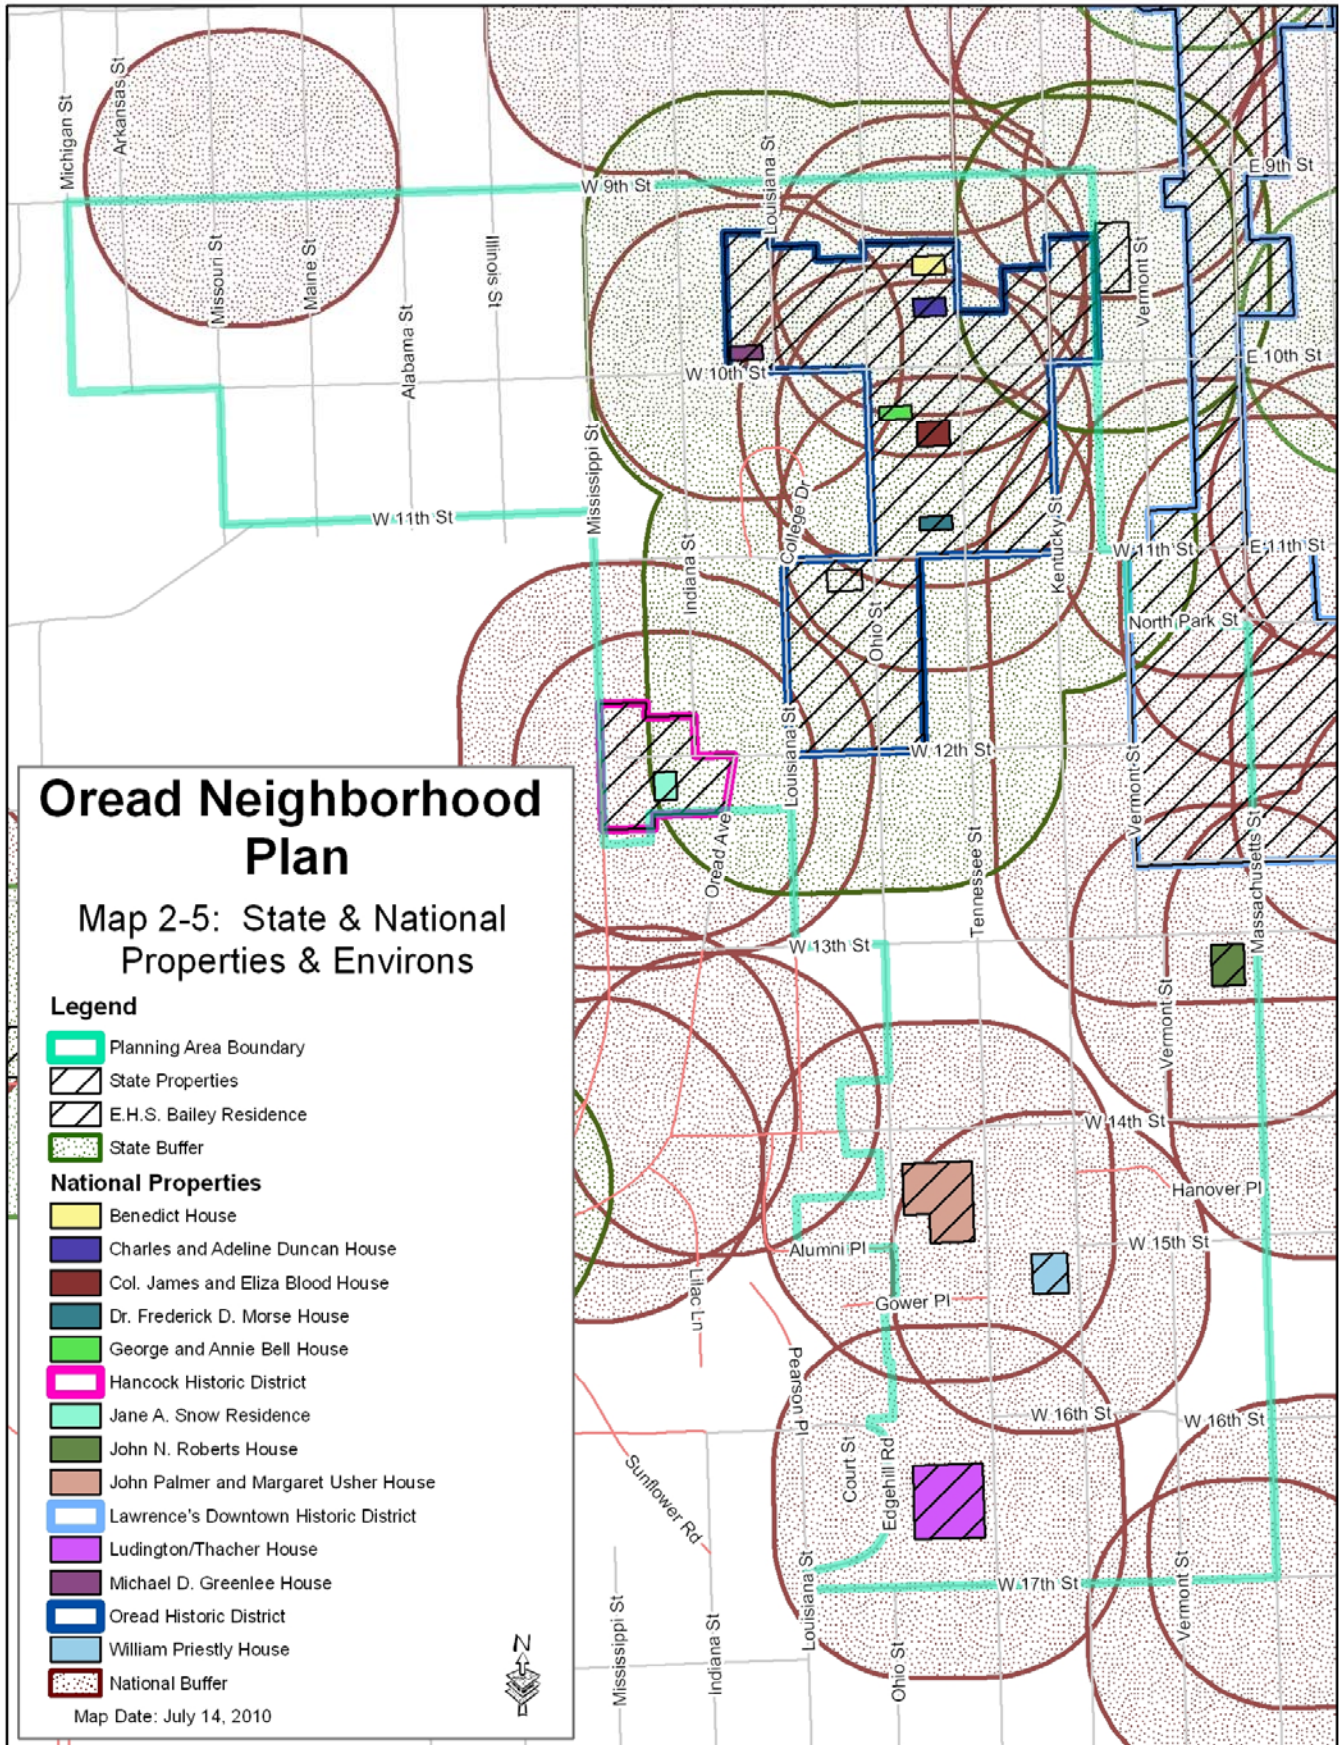 Michigan St
Arkansas St
Missouri St
Maine St
Illinois St
Alabama St
W 9th St
Louisiana St
E 9th St
Vermont St
E 10th St
W 10th St
Mississippi St
W 11th St
College Dr
Indiana St
Kentucky St
W 11th St
E 11th St
Ohio St
North Park St
Louisiana St
W 12th St
Vermont St
Massachusetts St
Oread Ave
Tennessee St
W 13th St
Vermont St
W 14th St
Hanover Pl
W 15th St
Alumni Pl
Gower Pl
Lilac Ln
Pearson Pl
W 16th St
W 16th St
Court St
Edgehill Rd
Sunflower Rd
Louisiana St
W 17th St
Vermont St
Mississippi St
Indiana St
Ohio St
Oread Neighborhood
Plan
Map 2-5: State & National
Properties & Environs
Legend
Planning Area Boundary
State Properties
E.H.S. Bailey Residence
State Buffer
National Properties
Benedict House
Charles and Adeline Duncan House
Col. James and Eliza Blood House
Dr. Frederick D. Morse House
George and Annie Bell House
Hancock Historic District
Jane A. Snow Residence
John N. Roberts House
John Palmer and Margaret Usher House
Lawrence's Downtown Historic District
Ludington/Thacher House
Michael D. Greenlee House
Oread Historic District
William Priestly House
National Buffer
Map Date: July 14, 2010
N